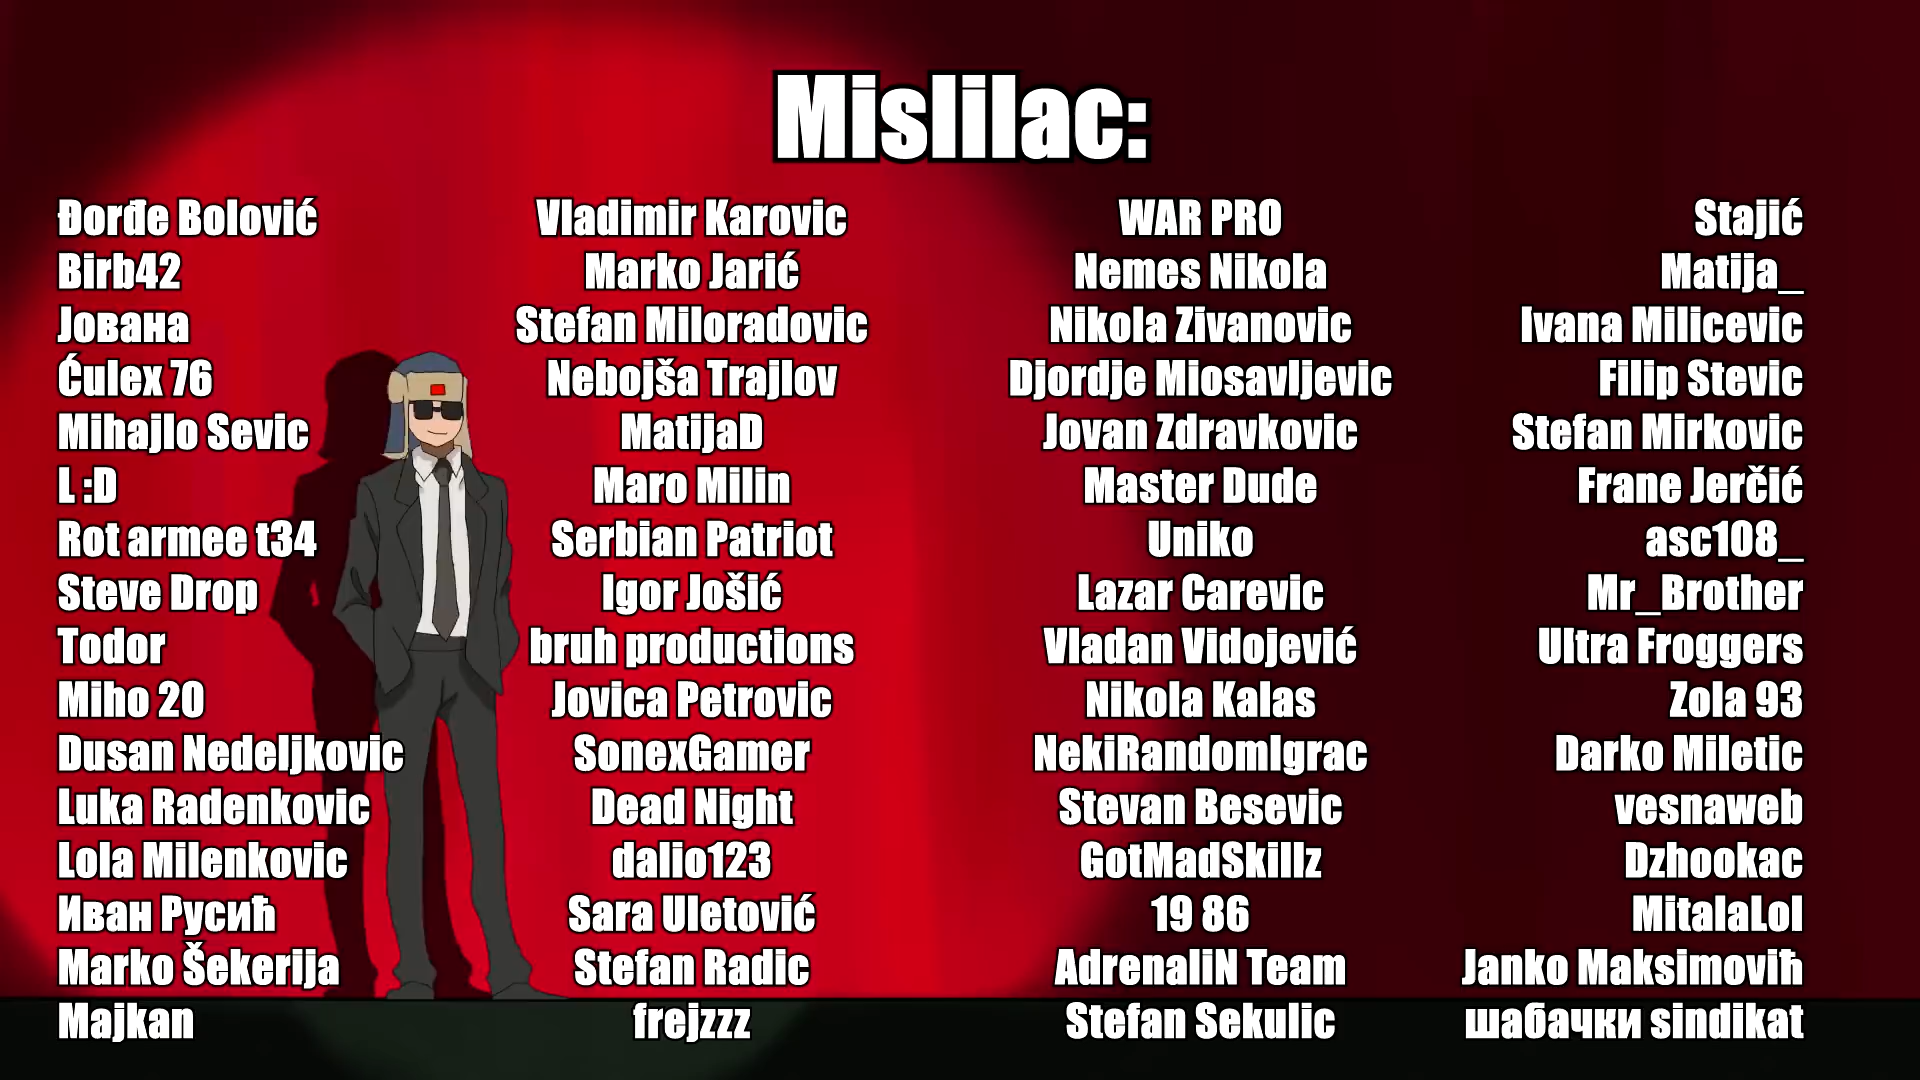 Mislilac:
Đorđe Bolović
Birb42
Јована
Ćulex 76
Mihajlo Sevic
L :D
Rot armee t34
Steve Drop
Todor
Miho 20
Dusan Nedeljkovic
Luka Radenkovic
Lola Milenkovic
Иван Русић
Marko Šekerija
Majkan
Vladimir Karovic
Marko Jarić
Stefan Miloradovic
Nebojša Trajlov
MatijaD
Maro Milin
Serbian Patriot
Igor Jošić
bruh productions
Jovica Petrovic
SonexGamer
Dead Night
dalio123
Sara Uletović
Stefan Radic
frejzzz
WAR PRO
Nemes Nikola
Nikola Zivanovic
Djordje Miosavljevic
Jovan Zdravkovic
Master Dude
Uniko
Lazar Carevic
Vladan Vidojević
Nikola Kalas
NekiRandomIgrac
Stevan Besevic
GotMadSkillz
19 86
AdrenaliN Team
Stefan Sekulic
Stajić
Matija_
Ivana Milicevic
Filip Stevic
Stefan Mirkovic
Frane Jerčić
asc108_
Mr_Brother
Ultra Froggers
Zola 93
Darko Miletic
vesnaweb
Dzhookac
MitalaLol
Janko Maksimoviћ
шабачки sindikat